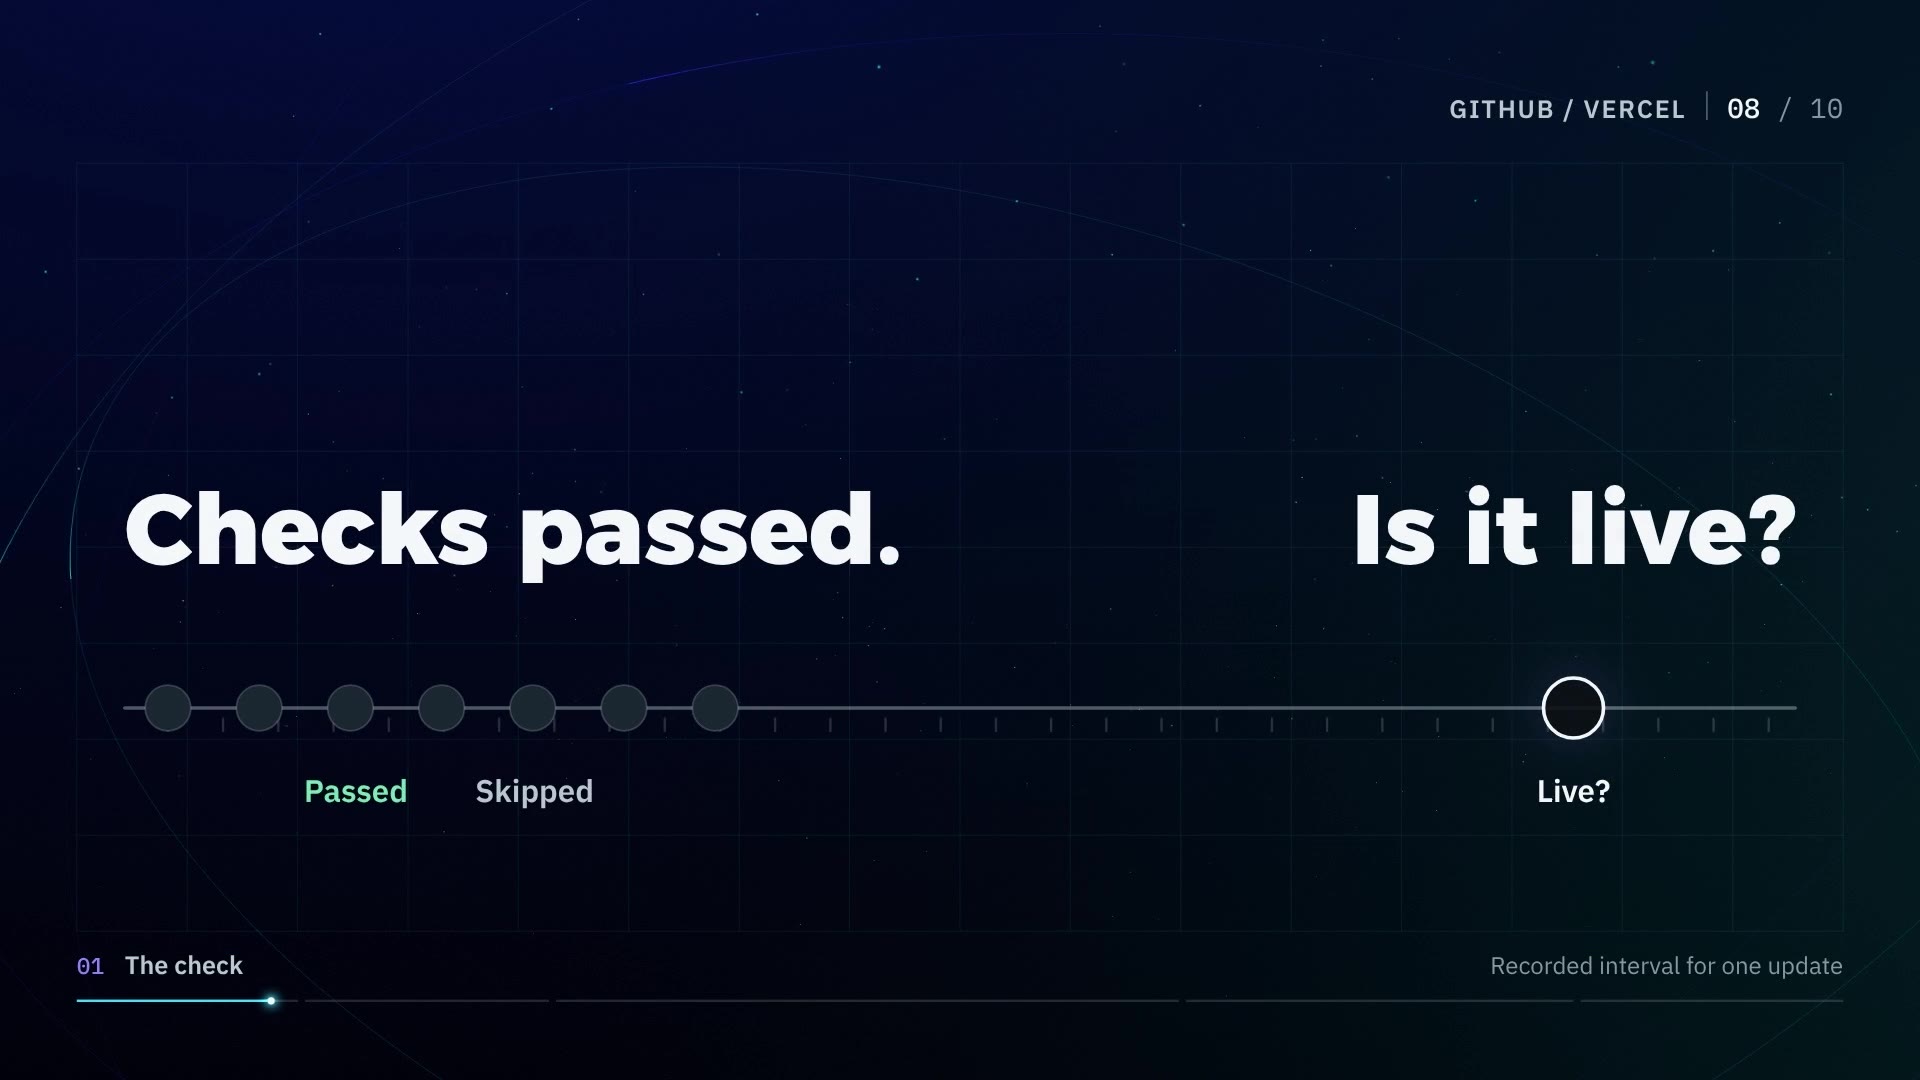 GITHUB / VERCEL | 08 / 10
Checks passed.
Is it live?
Passed
Skipped
Live?
01 The check
Recorded interval for one update